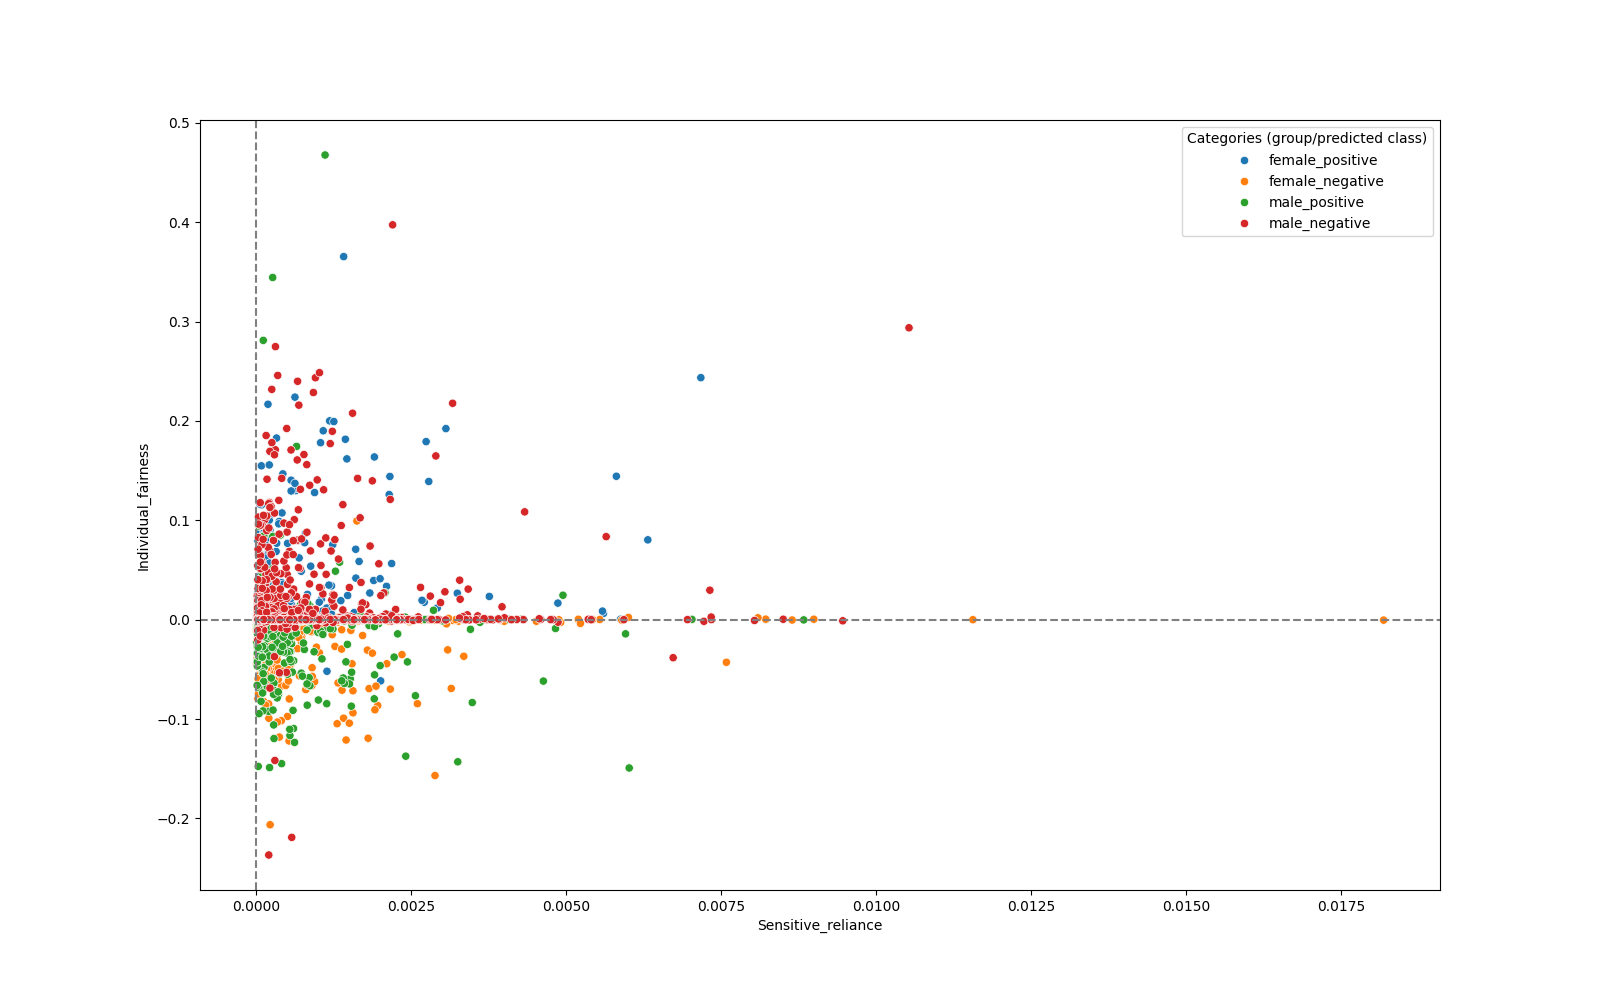 Categories (group/predicted class)
female_positive
female_negative
male_positive
male_negative
0.5
0.4
0.3
0.2
0.1
0.0
−0.1
−0.2
Individual_fairness
0.0000 0.0025 0.0050 0.0075 0.0100 0.0125 0.0150 0.0175
Sensitive_reliance